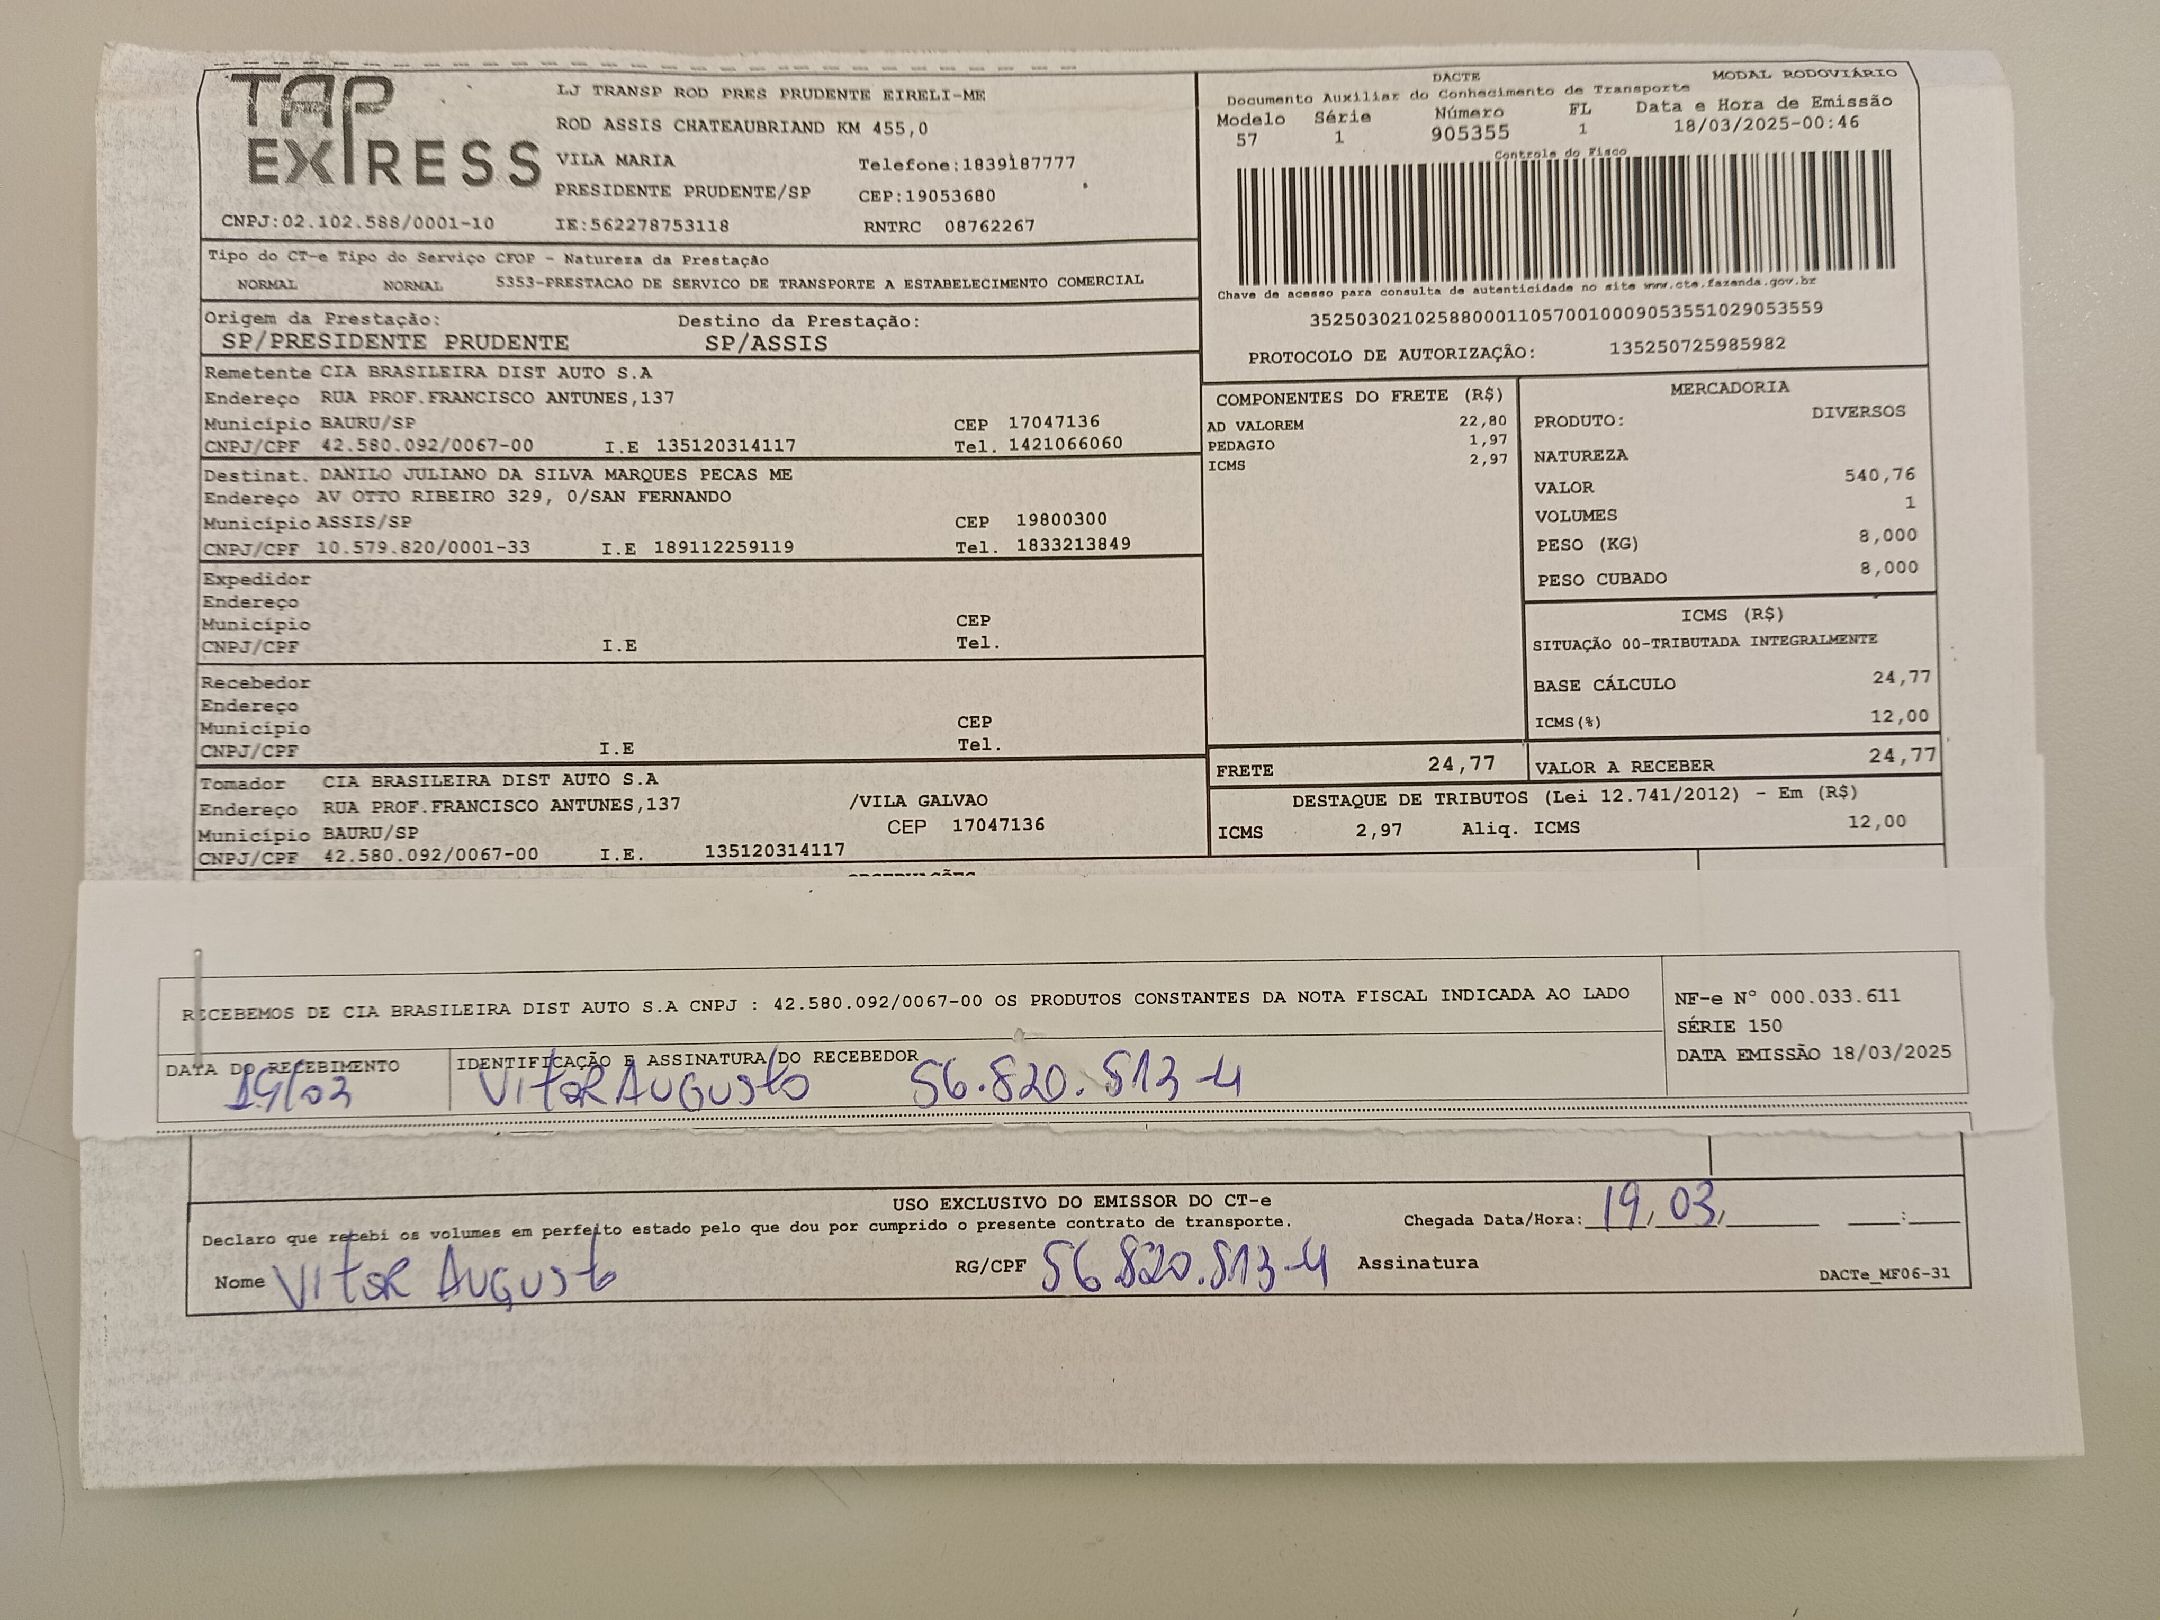 TAP EXPRESS
LJ TRANSP ROD PRES PRUDENTE EIRELI-ME
ROD ASSIS CHATEAUBRIAND KM 455,0
VILA MARIA Telefone:1839187777
PRESIDENTE PRUDENTE/SP CEP:19053680
CNPJ:02.102.588/0001-10 IE:562278753118 RNTRC 08762267
DACTE MODAL RODOVIÁRIO
Documento Auxiliar do Conhecimento de Transporte
Modelo Série Número FL Data e Hora de Emissão
57 1 905355 1 18/03/2025-00:46
Controle do Fisco
Chave de acesso para consulta de autenticidade no site www.cte.fazenda.gov.br
35250302102588000110570010009053551029053559
PROTOCOLO DE AUTORIZAÇÃO: 135250725985982
Tipo do CT-e Tipo do Serviço CFOP - Natureza da Prestação
NORMAL NORMAL 5353-PRESTACAO DE SERVICO DE TRANSPORTE A ESTABELECIMENTO COMERCIAL
Origem da Prestação: Destino da Prestação:
SP/PRESIDENTE PRUDENTE SP/ASSIS
Remetente CIA BRASILEIRA DIST AUTO S.A
Endereço RUA PROF.FRANCISCO ANTUNES,137
Município BAURU/SP CEP 17047136
CNPJ/CPF 42.580.092/0067-00 I.E 135120314117 Tel. 1421066060
Destinat. DANILO JULIANO DA SILVA MARQUES PECAS ME
Endereço AV OTTO RIBEIRO 329, 0/SAN FERNANDO
Município ASSIS/SP CEP 19800300
CNPJ/CPF 10.579.820/0001-33 I.E 189112259119 Tel. 1833213849
Expedidor
Endereço
Município CEP
CNPJ/CPF I.E Tel.
Recebedor
Endereço
Município CEP
CNPJ/CPF I.E Tel.
Tomador CIA BRASILEIRA DIST AUTO S.A
Endereço RUA PROF.FRANCISCO ANTUNES,137 /VILA GALVAO
Município BAURU/SP CEP 17047136
CNPJ/CPF 42.580.092/0067-00 I.E. 135120314117
COMPONENTES DO FRETE (R$)
AD VALOREM 22,80
PEDAGIO 1,97
ICMS 2,97
MERCADORIA
PRODUTO: DIVERSOS
NATUREZA
VALOR 540,76
VOLUMES 1
PESO (KG) 8,000
PESO CUBADO 8,000
ICMS (R$)
SITUAÇÃO 00-TRIBUTADA INTEGRALMENTE
BASE CÁLCULO 24,77
ICMS(%) 12,00
FRETE 24,77 VALOR A RECEBER 24,77
DESTAQUE DE TRIBUTOS (Lei 12.741/2012) - Em (R$)
ICMS 2,97 Aliq. ICMS 12,00
OBSERVAÇÕES
RECEBEMOS DE CIA BRASILEIRA DIST AUTO S.A CNPJ : 42.580.092/0067-00 OS PRODUTOS CONSTANTES DA NOTA FISCAL INDICADA AO LADO
NF-e Nº 000.033.611
SÉRIE 150
DATA EMISSÃO 18/03/2025
DATA DO RECEBIMENTO IDENTIFICAÇÃO E ASSINATURA DO RECEBEDOR
19/03 VITOR AUGUSTO 56.820.513-4
USO EXCLUSIVO DO EMISSOR DO CT-e
Declaro que recebi os volumes em perfeito estado pelo que dou por cumprido o presente contrato de transporte. Chegada Data/Hora: 19/03/ :
Nome VITOR AUGUSTO RG/CPF 56.820.513-4 Assinatura
DACTe_MF06-31